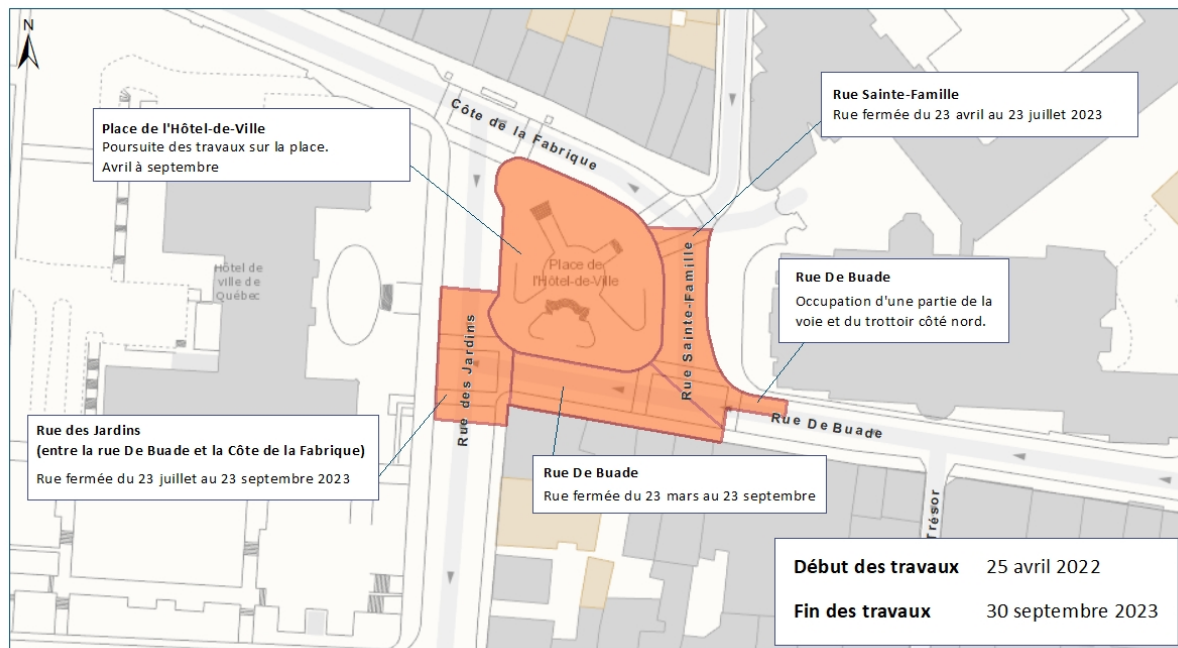 N
Côte de la Fabrique
Rue Sainte-Famille
Rue fermée du 23 avril au 23 juillet 2023
Place de l'Hôtel-de-Ville
Poursuite des travaux sur la place.
Avril à septembre
Hôtel de
ville de
Québec
Place de
l'Hôtel-de-Ville
Rue Sainte-Famille
Rue De Buade
Occupation d'une partie de la
voie et du trottoir côté nord.
Rue des Jardins
Rue De Buade
Rue des Jardins
(entre la rue De Buade et la Côte de la Fabrique)
Rue fermée du 23 juillet au 23 septembre 2023
Rue De Buade
Rue fermée du 23 mars au 23 septembre
Trésor
Début des travaux 25 avril 2022
Fin des travaux 30 septembre 2023